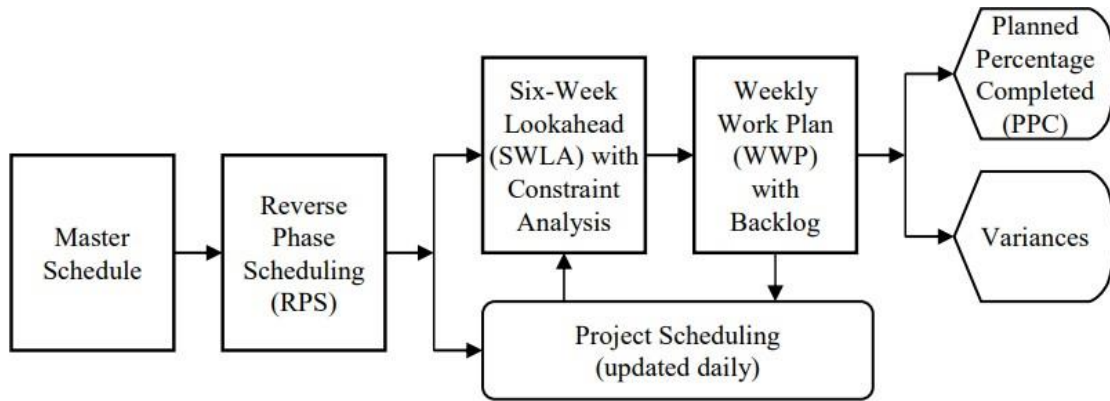 Master
Schedule
Reverse
Phase
Scheduling
(RPS)
Six-Week
Lookahead
(SWLA) with
Constraint
Analysis
Weekly
Work Plan
(WWP)
with
Backlog
Project Scheduling
(updated daily)
Planned
Percentage
Completed
(PPC)
Variances